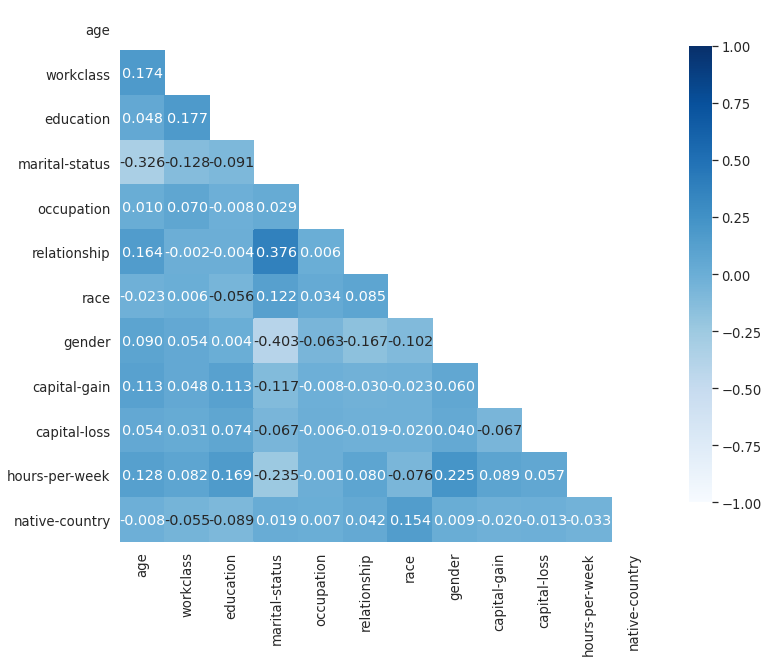 age
workclass 0.174
education 0.048 0.177
marital-status -0.326 -0.128 -0.091
occupation 0.010 0.070 -0.008 0.029
relationship 0.164 -0.002 -0.004 0.376 0.006
race -0.023 0.006 -0.056 0.122 0.034 0.085
gender 0.090 0.054 0.004 -0.403 -0.063 -0.167 -0.102
capital-gain 0.113 0.048 0.113 -0.117 -0.008 -0.030 -0.023 0.060
capital-loss 0.054 0.031 0.074 -0.067 -0.006 -0.019 -0.020 0.040 -0.067
hours-per-week 0.128 0.082 0.169 -0.235 -0.001 0.080 -0.076 0.225 0.089 0.057
native-country -0.008 -0.055 -0.089 0.019 0.007 0.042 0.154 0.009 -0.020 -0.013 -0.033
age
workclass
education
marital-status
occupation
relationship
race
gender
capital-gain
capital-loss
hours-per-week
native-country
1.00
0.75
0.50
0.25
0.00
−0.25
−0.50
−0.75
−1.00